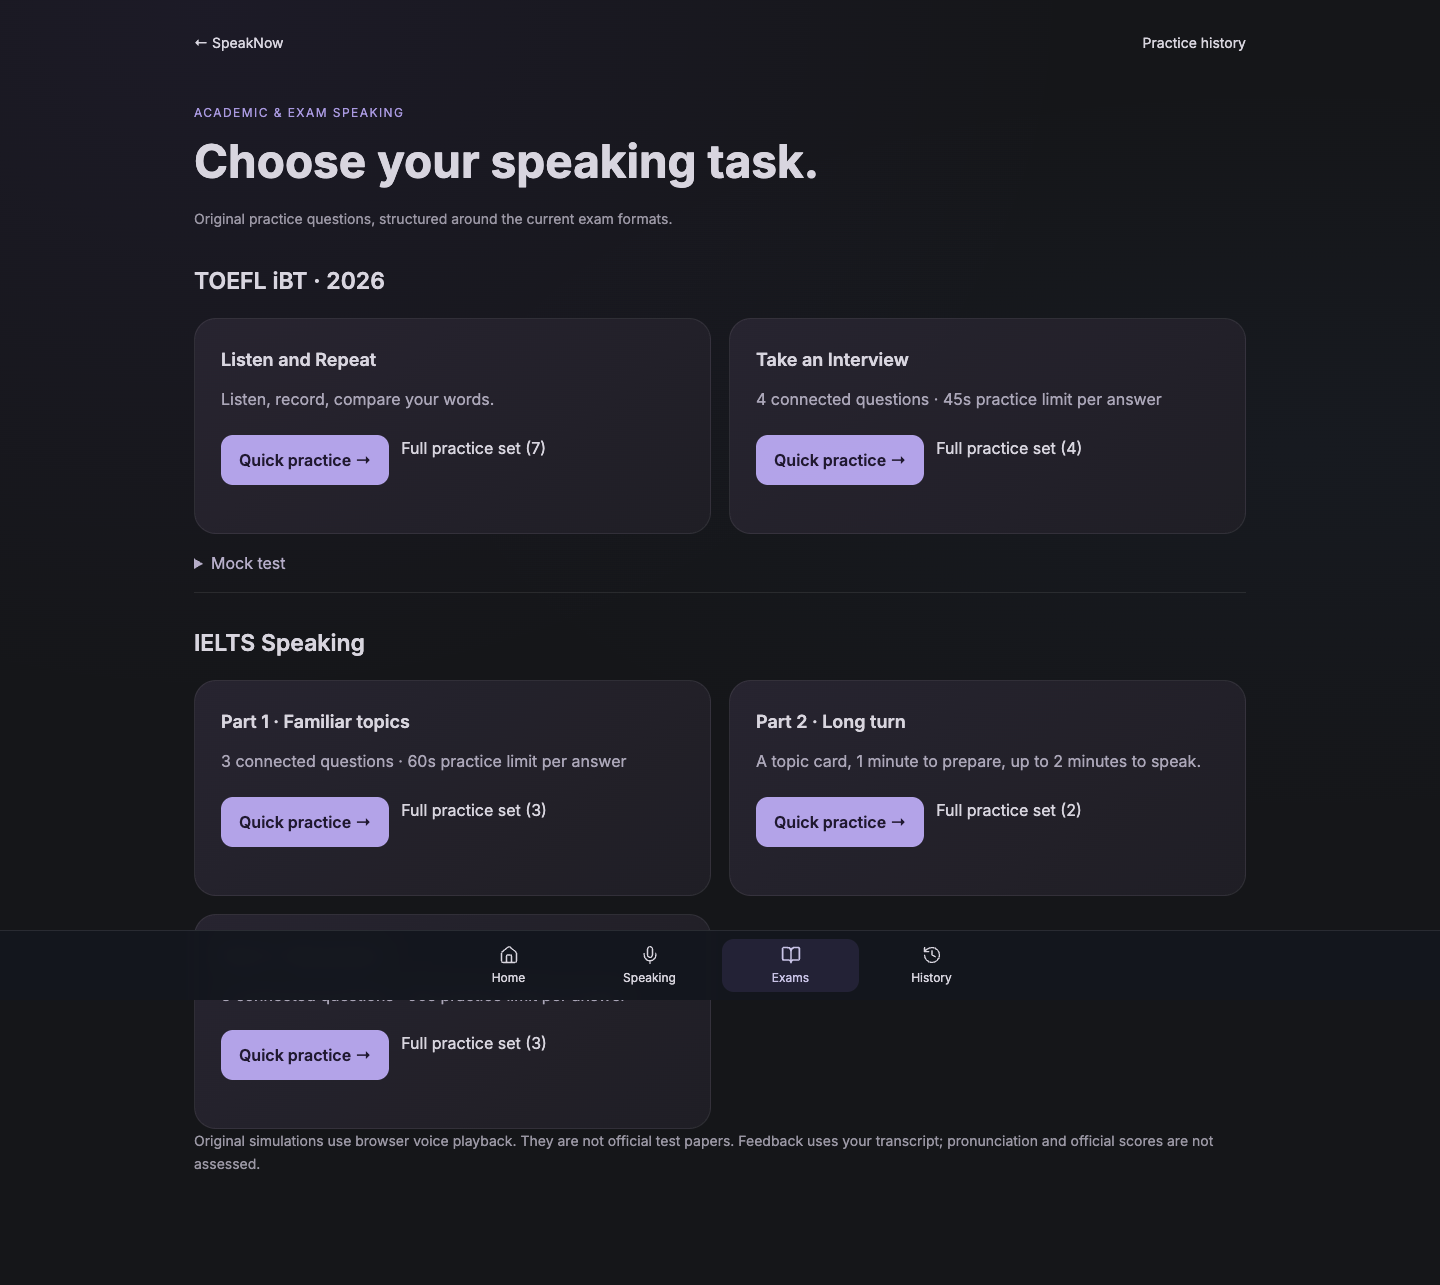 ← SpeakNow
Practice history
ACADEMIC & EXAM SPEAKING
Choose your speaking task.
Original practice questions, structured around the current exam formats.
TOEFL iBT · 2026
Listen and Repeat
Listen, record, compare your words.
Quick practice →
Full practice set (7)
Take an Interview
4 connected questions · 45s practice limit per answer
Quick practice →
Full practice set (4)
Mock test
IELTS Speaking
Part 1 · Familiar topics
3 connected questions · 60s practice limit per answer
Quick practice →
Full practice set (3)
Part 2 · Long turn
A topic card, 1 minute to prepare, up to 2 minutes to speak.
Quick practice →
Full practice set (2)
Home
Speaking
Exams
History
connected questions · practice limit per answer
Quick practice →
Full practice set (3)
Original simulations use browser voice playback. They are not official test papers. Feedback uses your transcript; pronunciation and official scores are not
assessed.